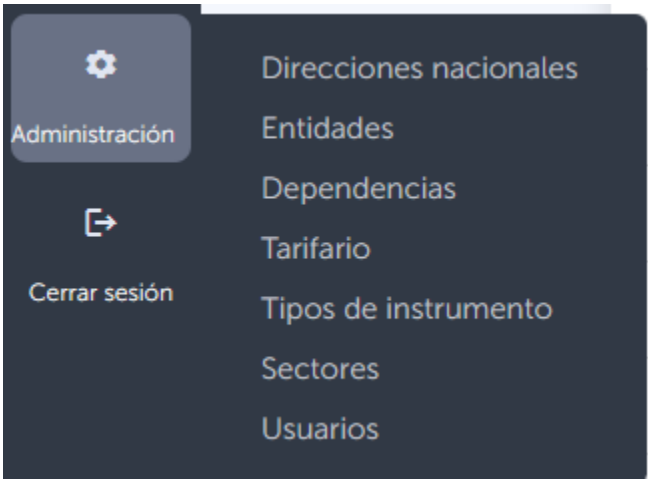 Administración
Cerrar sesión
Direcciones nacionales
Entidades
Dependencias
Tarifario
Tipos de instrumento
Sectores
Usuarios